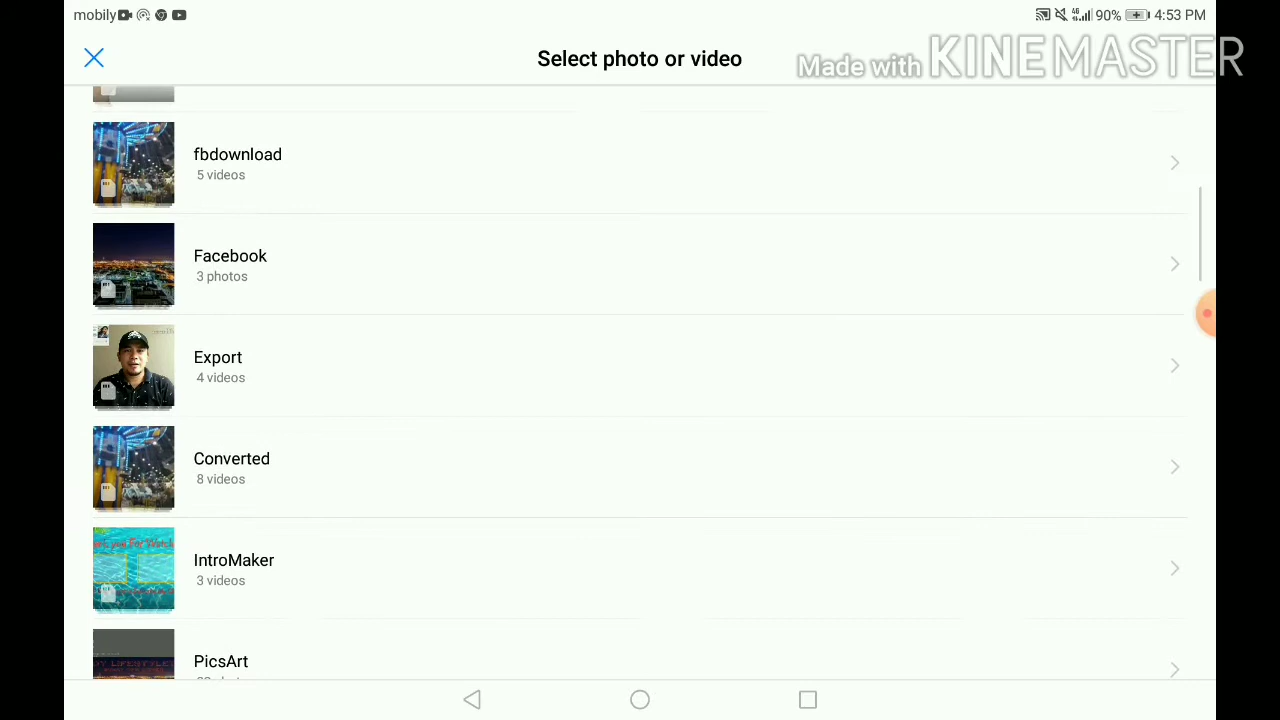 mobily 4G 90% 4:53 PM
Select photo or video
Made with KINEMASTER
fbdownload
5 videos
Facebook
3 photos
Export
4 videos
Converted
8 videos
IntroMaker
3 videos
PicsArt